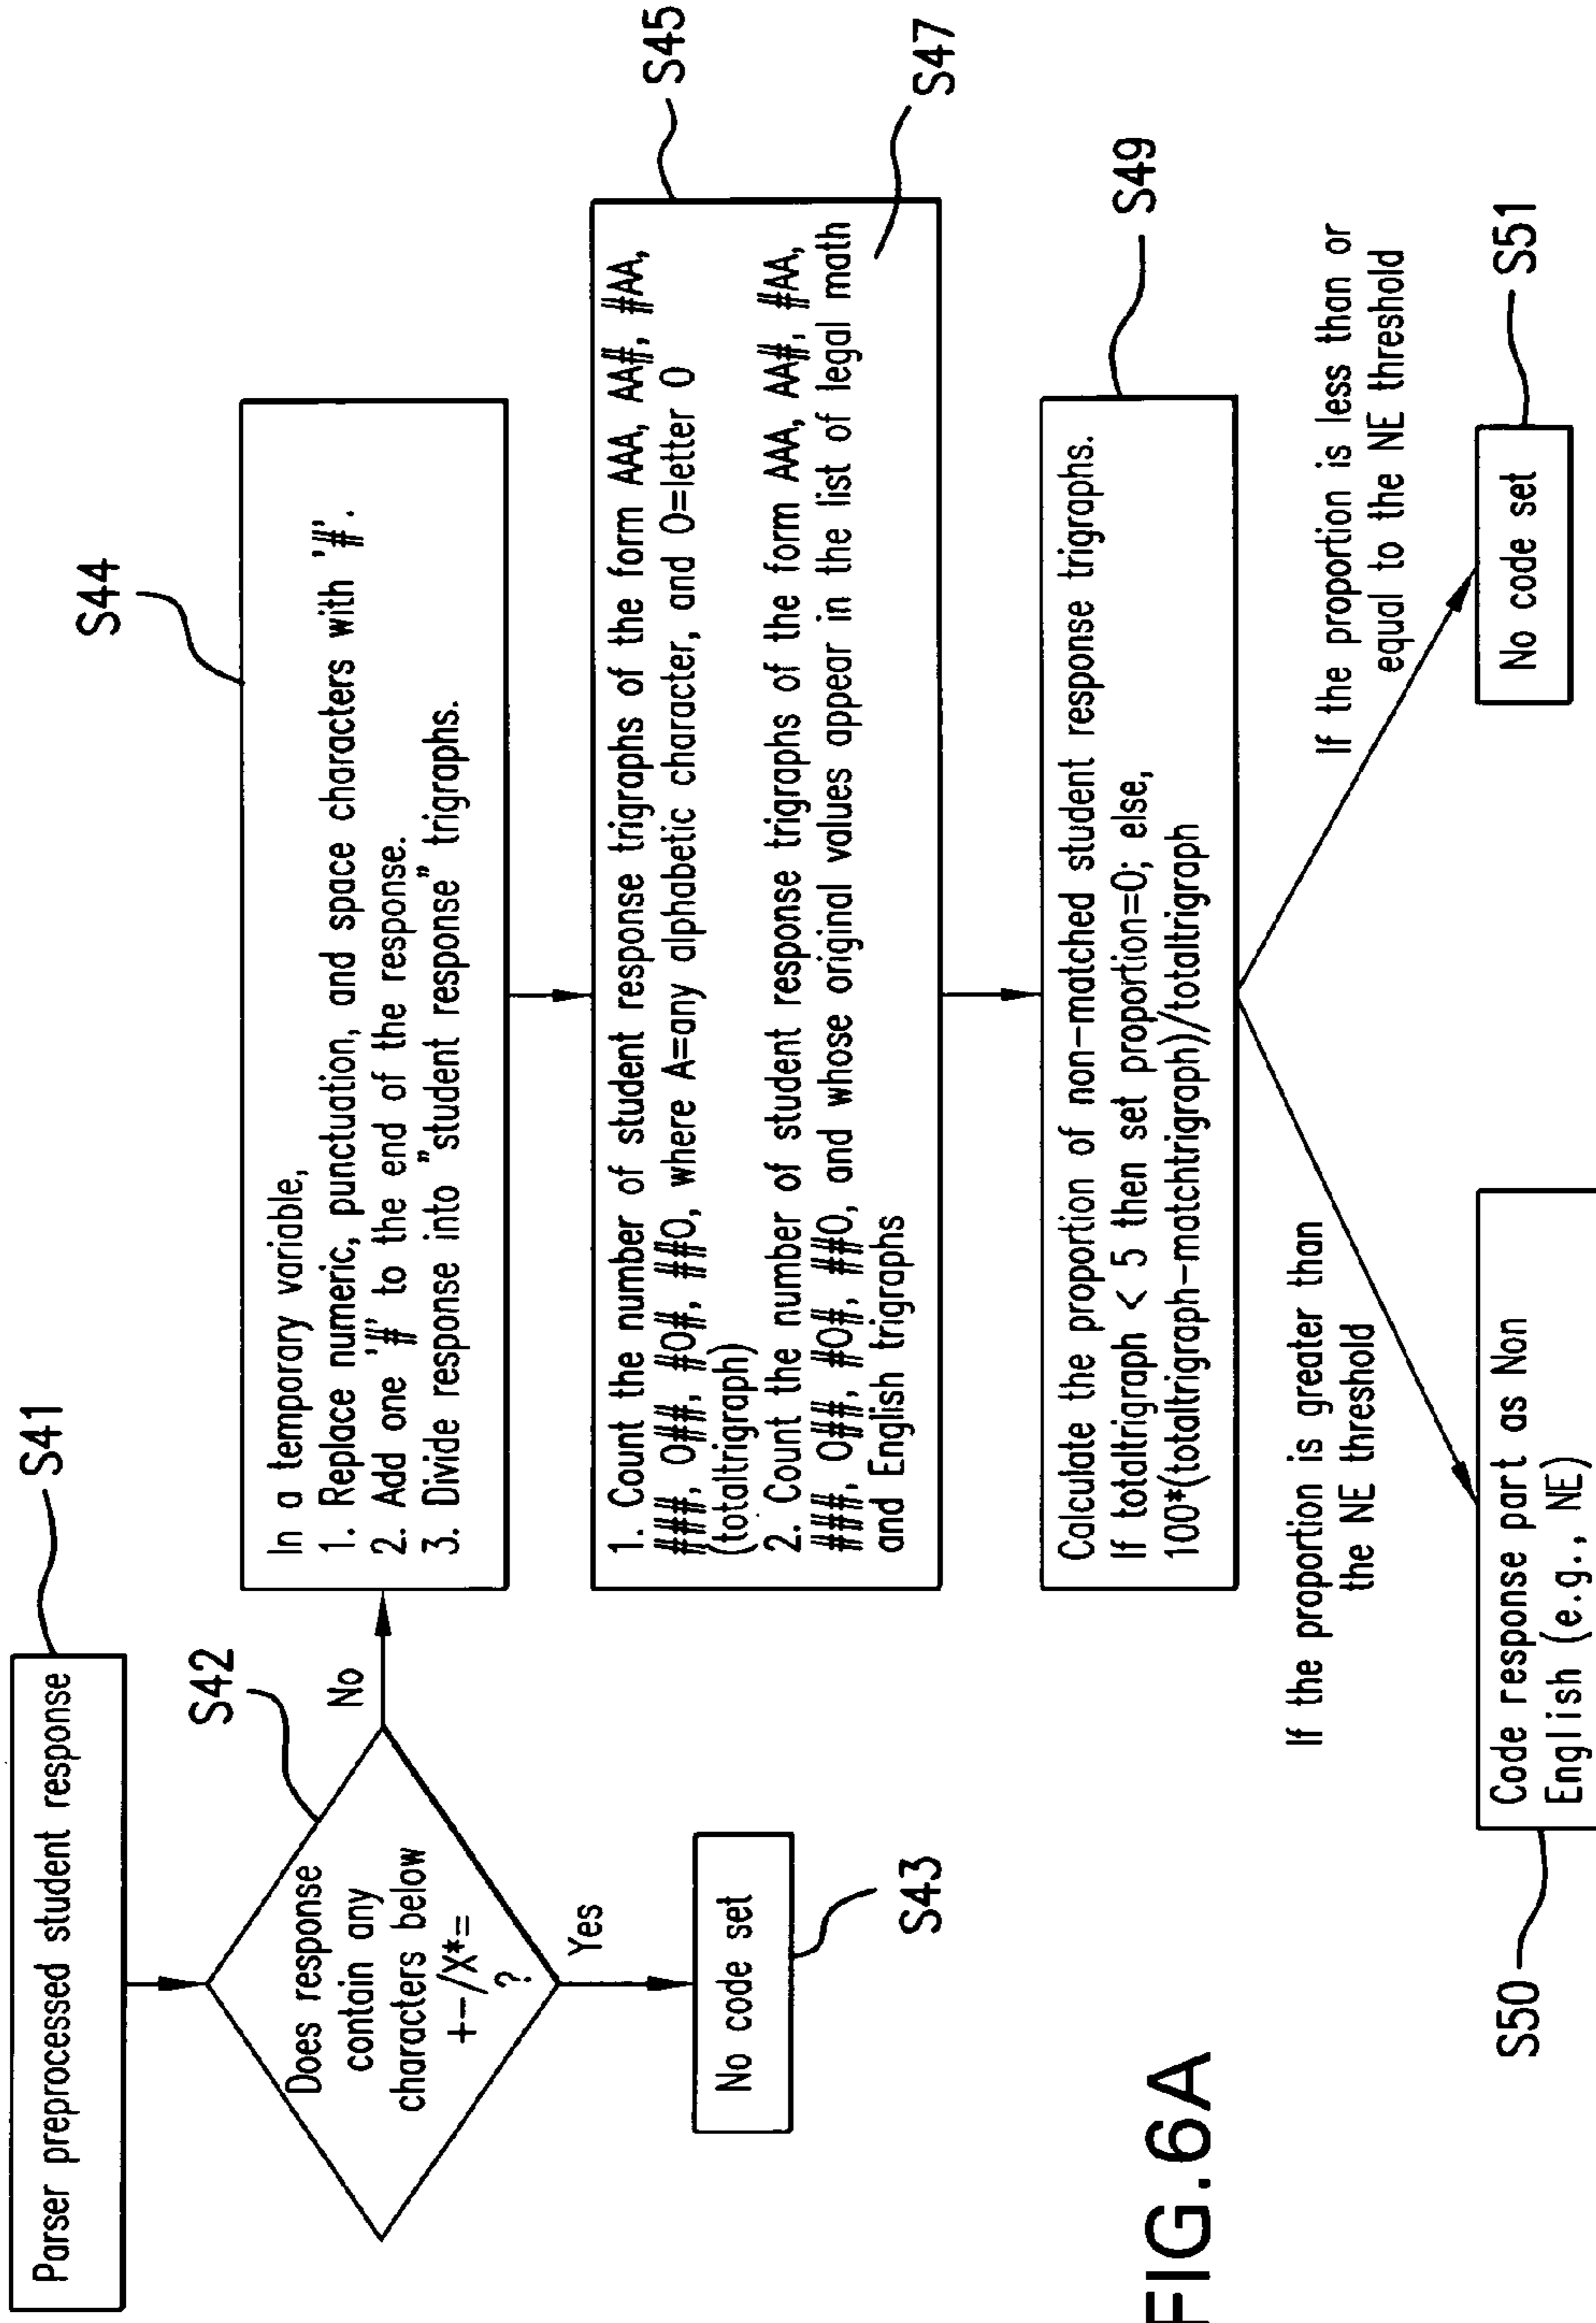 Parser preprocessed student response
S41
Does response
contain any
characters below
+−/X*=
?
S42
No
Yes
No code set
S43
S44
In a temporary variable,
1. Replace numeric, punctuation, and space characters with '#'.
2. Add one '#' to the end of the response.
3. Divide response into "student response" trigraphs.
S45
1. Count the number of student response trigraphs of the form AAA, AA#, #AA,
###, O##, #O#, ##O, where A=any alphabetic character, and O=letter O
(totaltrigraph)
2. Count the number of student response trigraphs of the form AAA, AA#, #AA,
###, O##, #O#, ##O, and whose original values appear in the list of legal math
and English trigraphs
S47
Calculate the proportion of non-matched student response trigraphs.
If totaltrigraph < 5 then set proportion=0; else,
100*(totaltrigraph-matchtrigraph)/totaltrigraph
S49
If the proportion is greater than
the NE threshold
If the proportion is less than or
equal to the NE threshold
Code response part as Non
English (e.g., NE)
S50
No code set
S51
FIG.6A